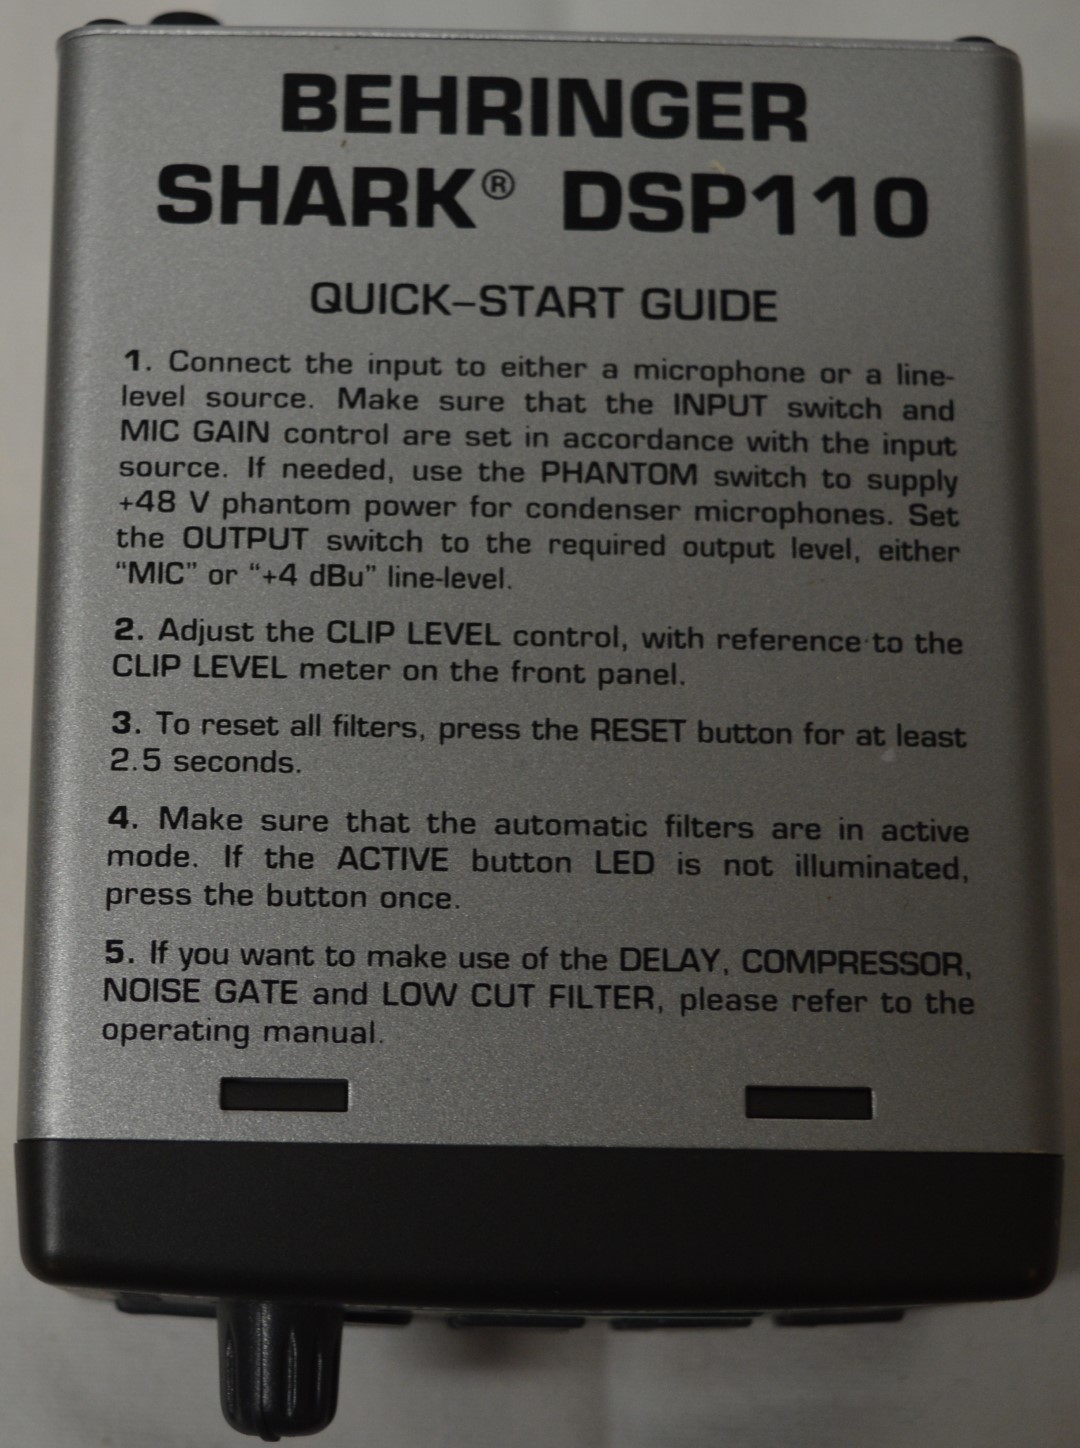 BEHRINGER
SHARK® DSP110
QUICK–START GUIDE
1. Connect the input to either a microphone or a line-
level source. Make sure that the INPUT switch and
MIC GAIN control are set in accordance with the input
source. If needed, use the PHANTOM switch to supply
+48 V phantom power for condenser microphones. Set
the OUTPUT switch to the required output level, either
“MIC” or “+4 dBu” line-level.
2. Adjust the CLIP LEVEL control, with reference to the
CLIP LEVEL meter on the front panel.
3. To reset all filters, press the RESET button for at least
2.5 seconds.
4. Make sure that the automatic filters are in active
mode. If the ACTIVE button LED is not illuminated,
press the button once.
5. If you want to make use of the DELAY, COMPRESSOR,
NOISE GATE and LOW CUT FILTER, please refer to the
operating manual.